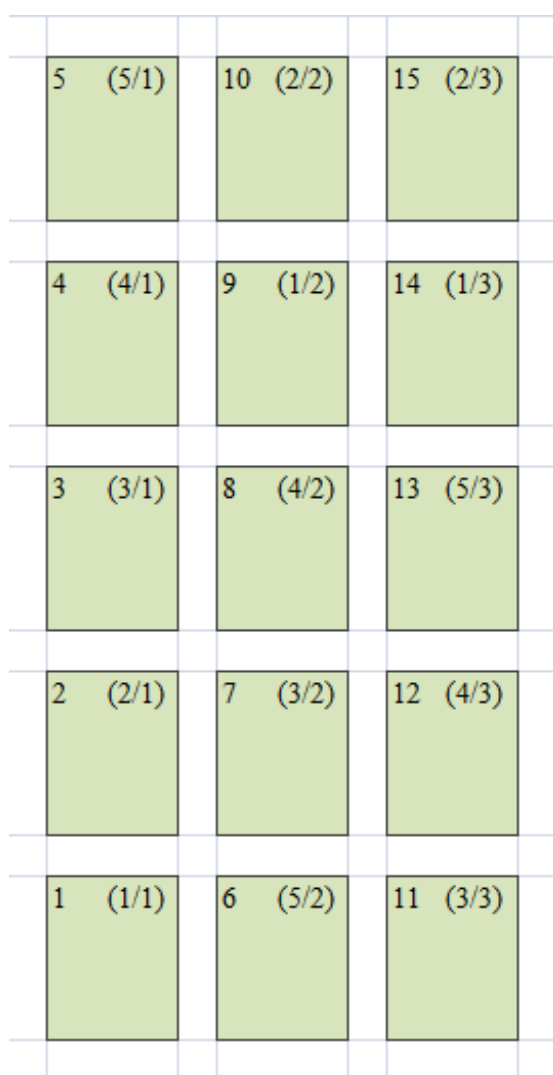 5 (5/1) 10 (2/2) 15 (2/3)
4 (4/1) 9 (1/2) 14 (1/3)
3 (3/1) 8 (4/2) 13 (5/3)
2 (2/1) 7 (3/2) 12 (4/3)
1 (1/1) 6 (5/2) 11 (3/3)